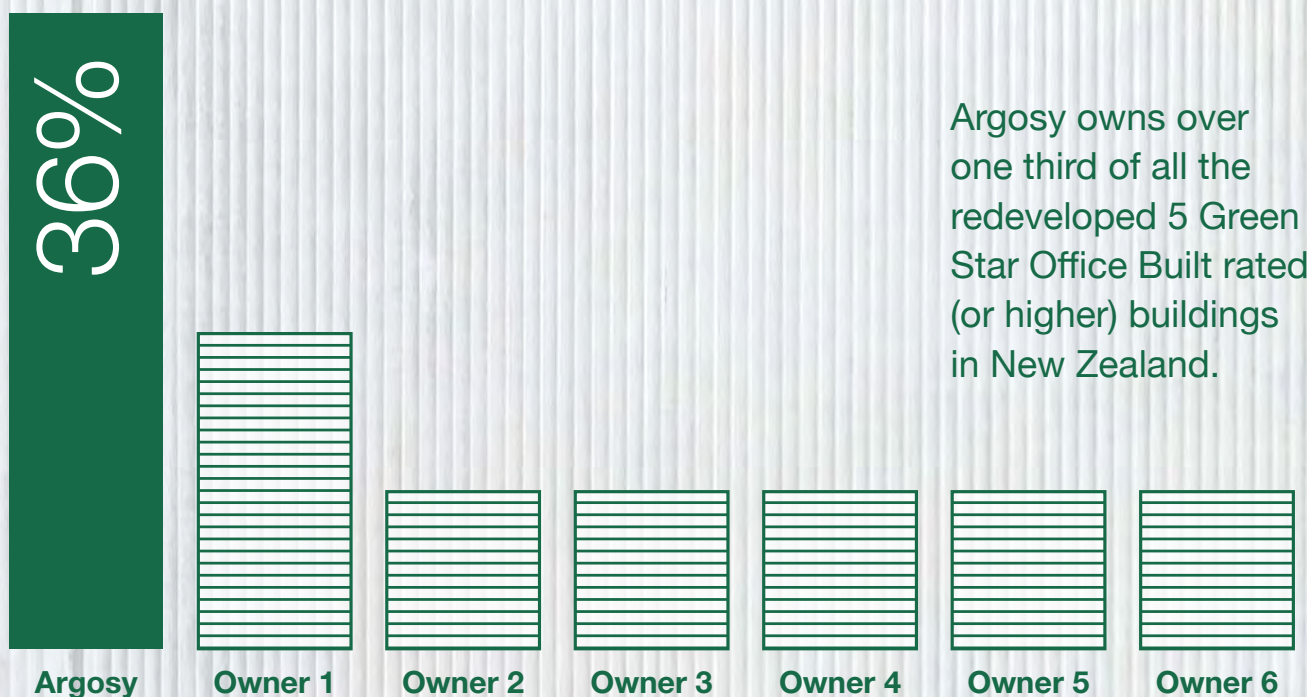 36%
Argosy owns over
one third of all the
redeveloped 5 Green
Star Office Built rated
(or higher) buildings
in New Zealand.
Argosy Owner 1 Owner 2 Owner 3 Owner 4 Owner 5 Owner 6